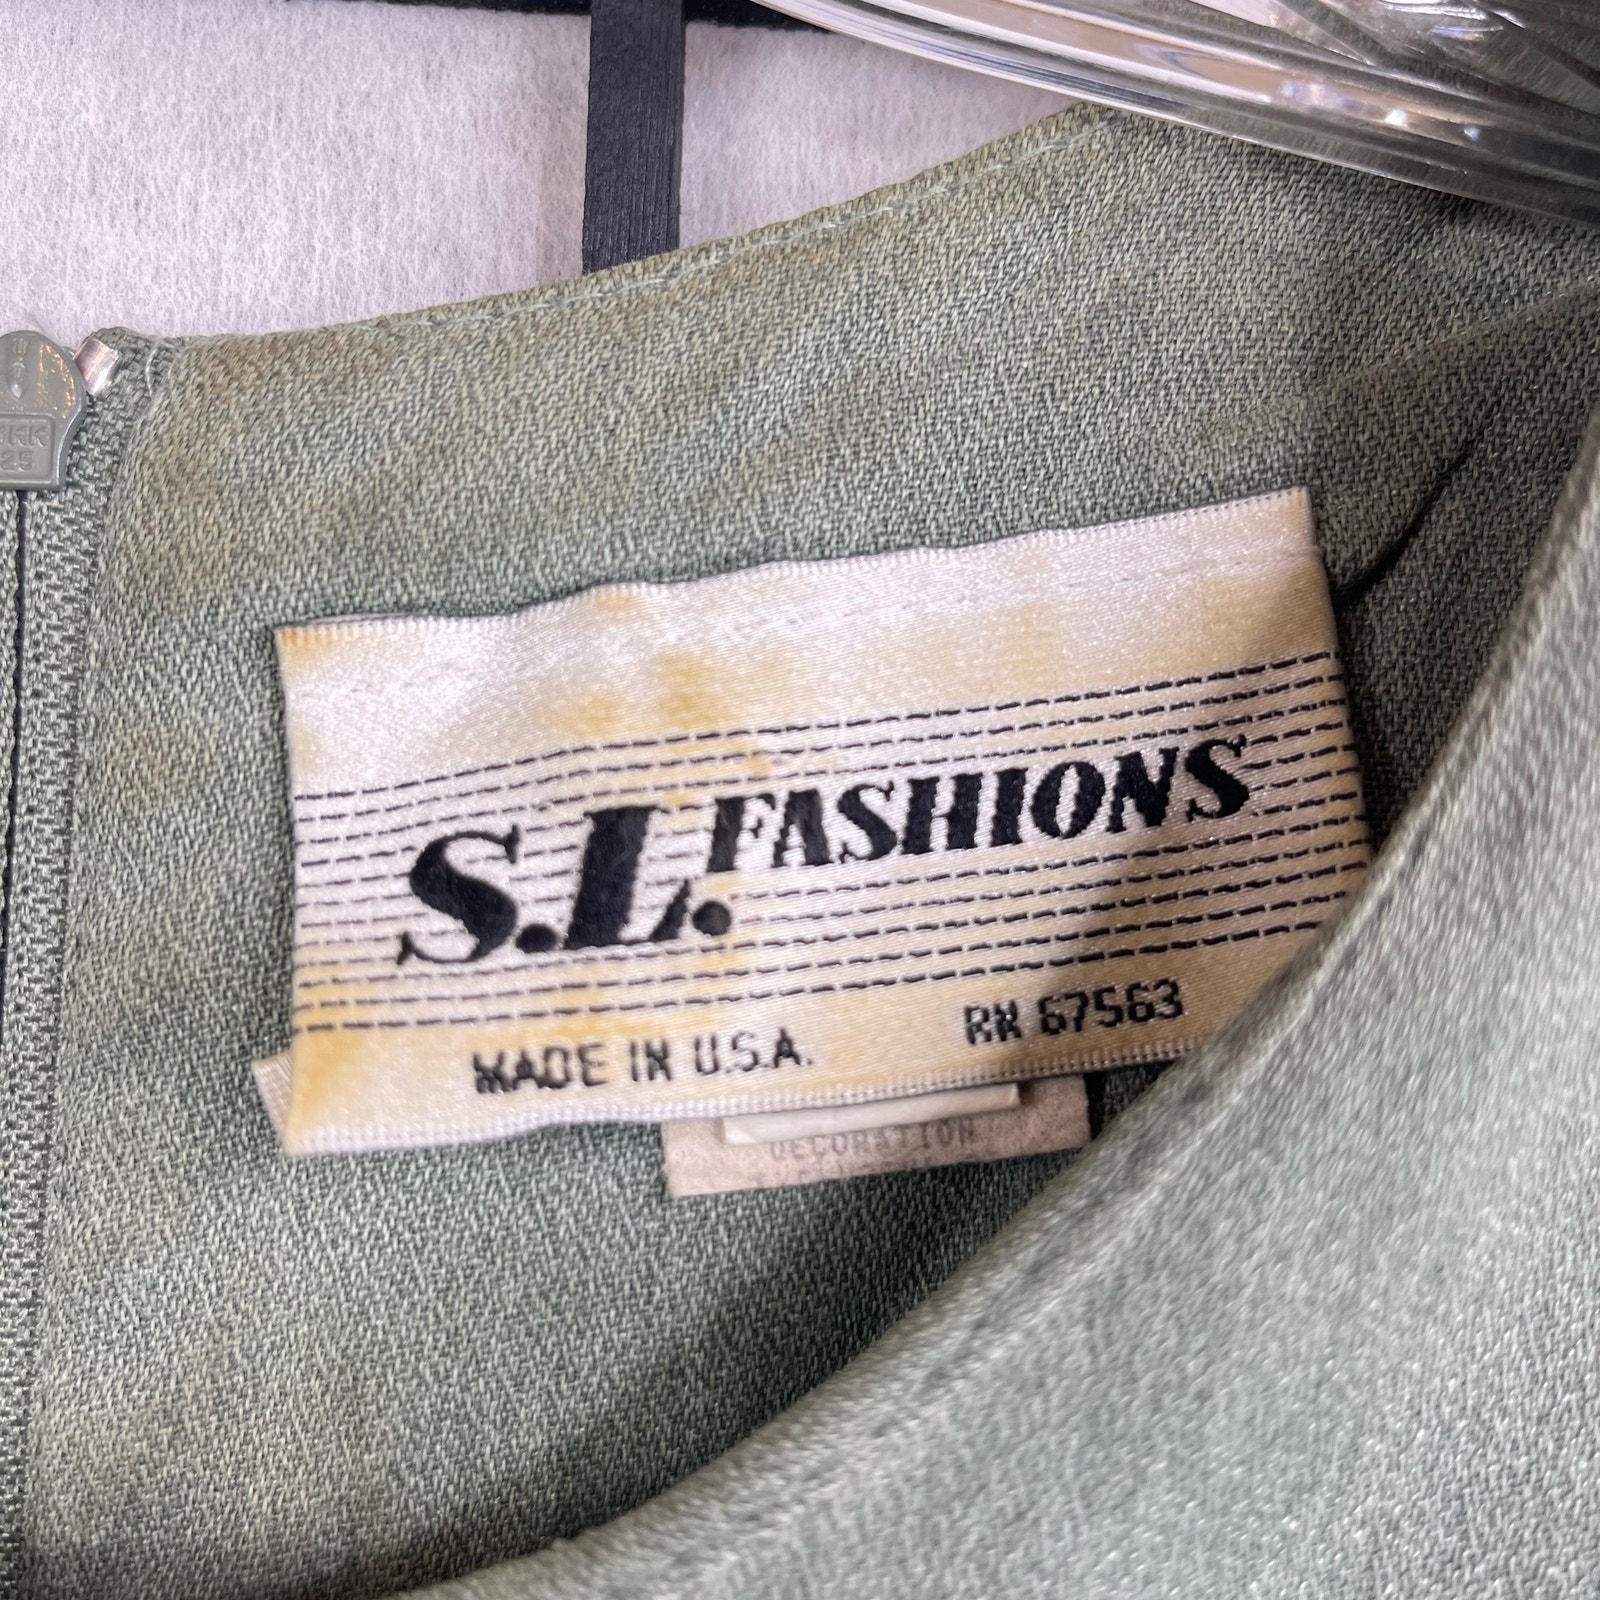 S.L. FASHIONS
MADE IN U.S.A.
RN 67563
DECORATION